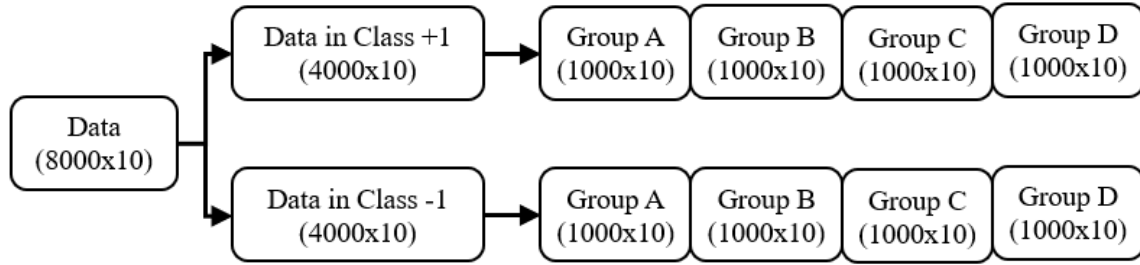 Data in Class +1
(4000x10)
Group A
(1000x10)
Group B
(1000x10)
Group C
(1000x10)
Group D
(1000x10)
Data
(8000x10)
Data in Class -1
(4000x10)
Group A
(1000x10)
Group B
(1000x10)
Group C
(1000x10)
Group D
(1000x10)